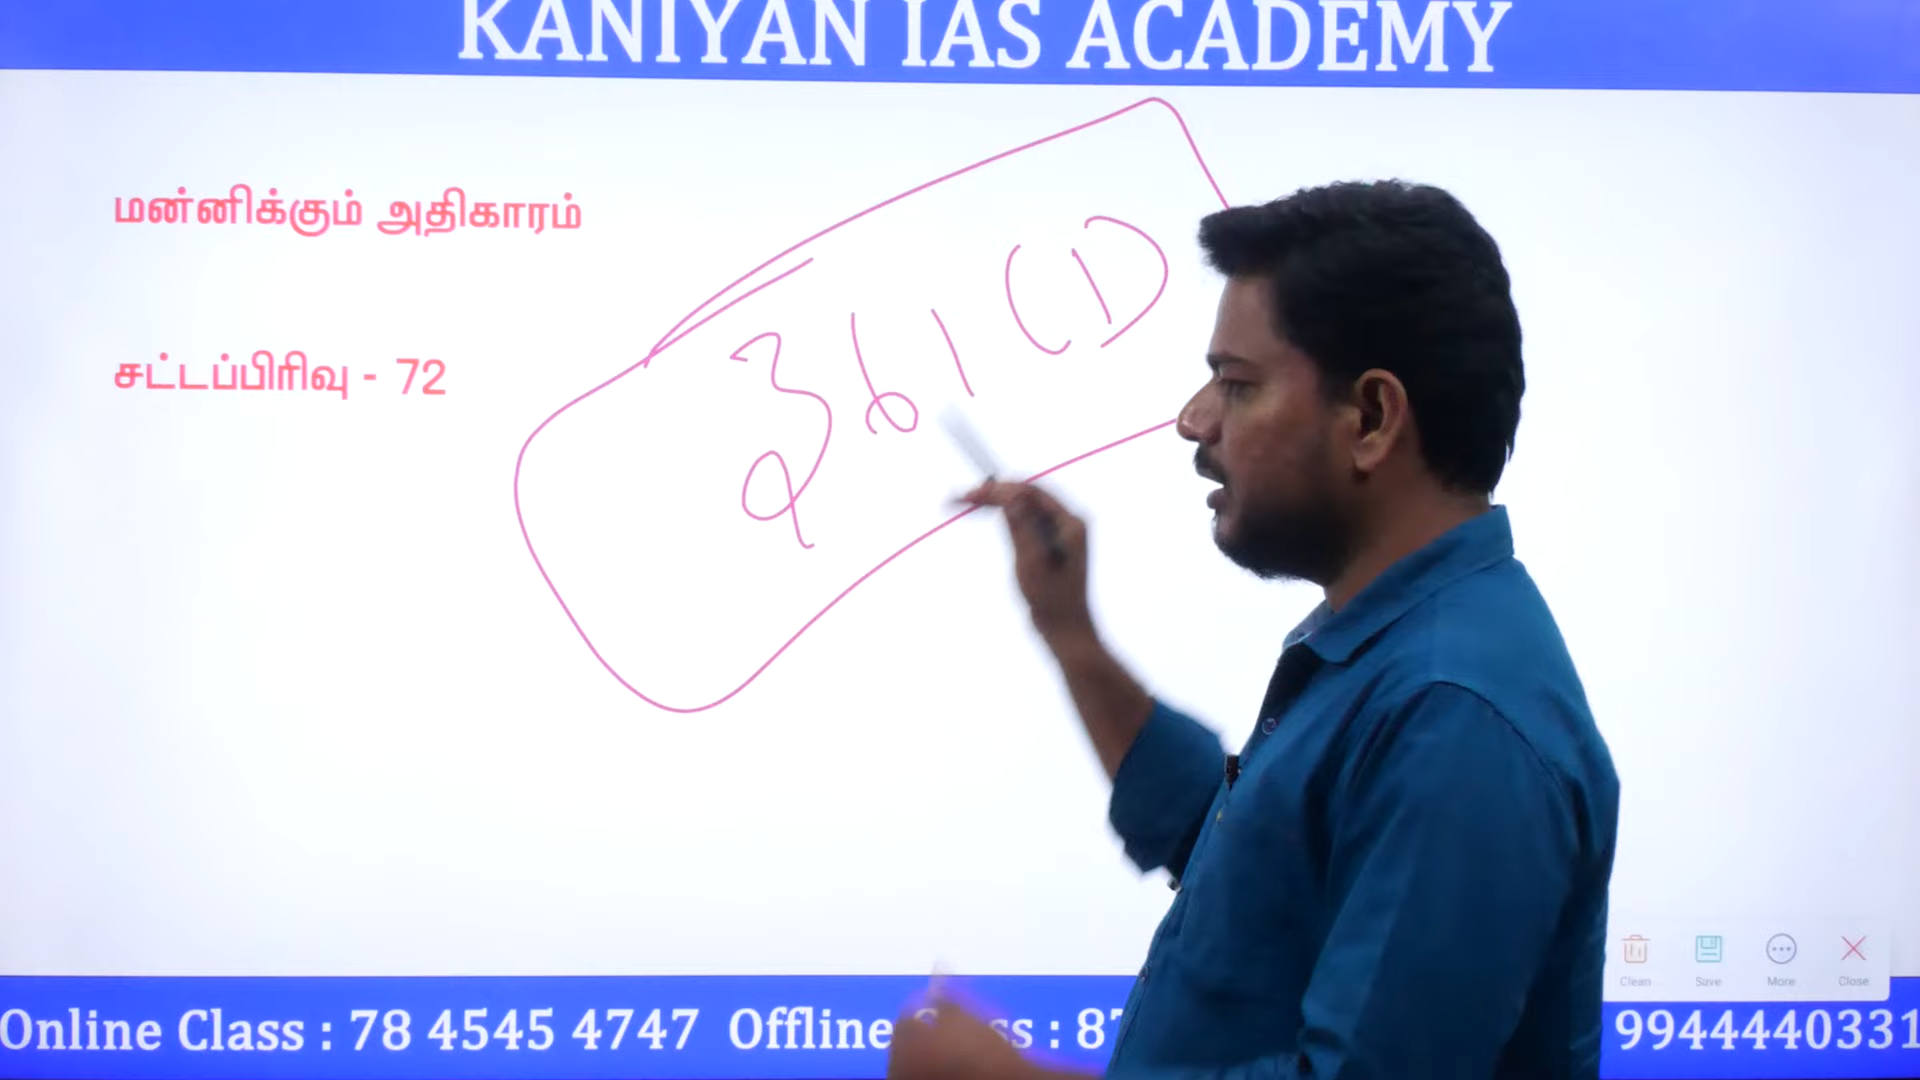 KANIYAN IAS ACADEMY
மன்னிக்கும் அதிகாரம்
361 (1)
சட்டப்பிரிவு - 72
Clean Save More Close
Online Class : 78 4545 4747 Offline : 9944440331